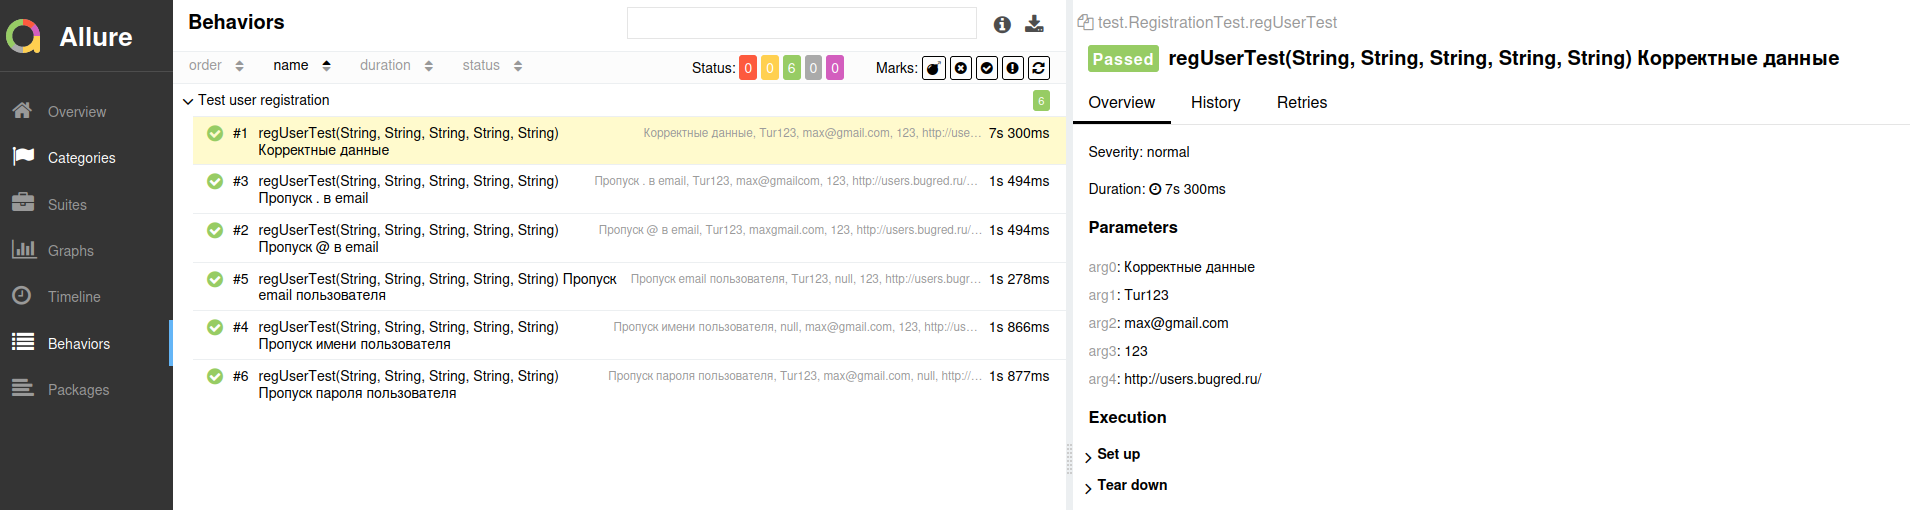 Allure
Overview
Categories
Suites
Graphs
Timeline
Behaviors
Packages
Behaviors
order name duration status Status: 0 0 6 0 0 Marks:
Test user registration 6
#1 regUserTest(String, String, String, String, String) Корректные данные, Tur123, max@gmail.com, 123, http://use... 7s 300ms
Корректные данные
#3 regUserTest(String, String, String, String, String) Пропуск . в email, Tur123, max@gmailcom, 123, http://users.bugred.ru/... 1s 494ms
Пропуск . в email
#2 regUserTest(String, String, String, String, String) Пропуск @ в email, Tur123, maxgmail.com, 123, http://users.bugred.ru/... 1s 494ms
Пропуск @ в email
#5 regUserTest(String, String, String, String, String) Пропуск Пропуск email пользователя, Tur123, null, 123, http://users.bugr... 1s 278ms
email пользователя
#4 regUserTest(String, String, String, String, String) Пропуск имени пользователя, null, max@gmail.com, 123, http://us... 1s 866ms
Пропуск имени пользователя
#6 regUserTest(String, String, String, String, String) Пропуск пароля пользователя, Tur123, max@gmail.com, null, http://... 1s 877ms
Пропуск пароля пользователя
test.RegistrationTest.regUserTest
Passed regUserTest(String, String, String, String, String) Корректные данные
Overview History Retries
Severity: normal
Duration: 7s 300ms
Parameters
arg0: Корректные данные
arg1: Tur123
arg2: max@gmail.com
arg3: 123
arg4: http://users.bugred.ru/
Execution
Set up
Tear down